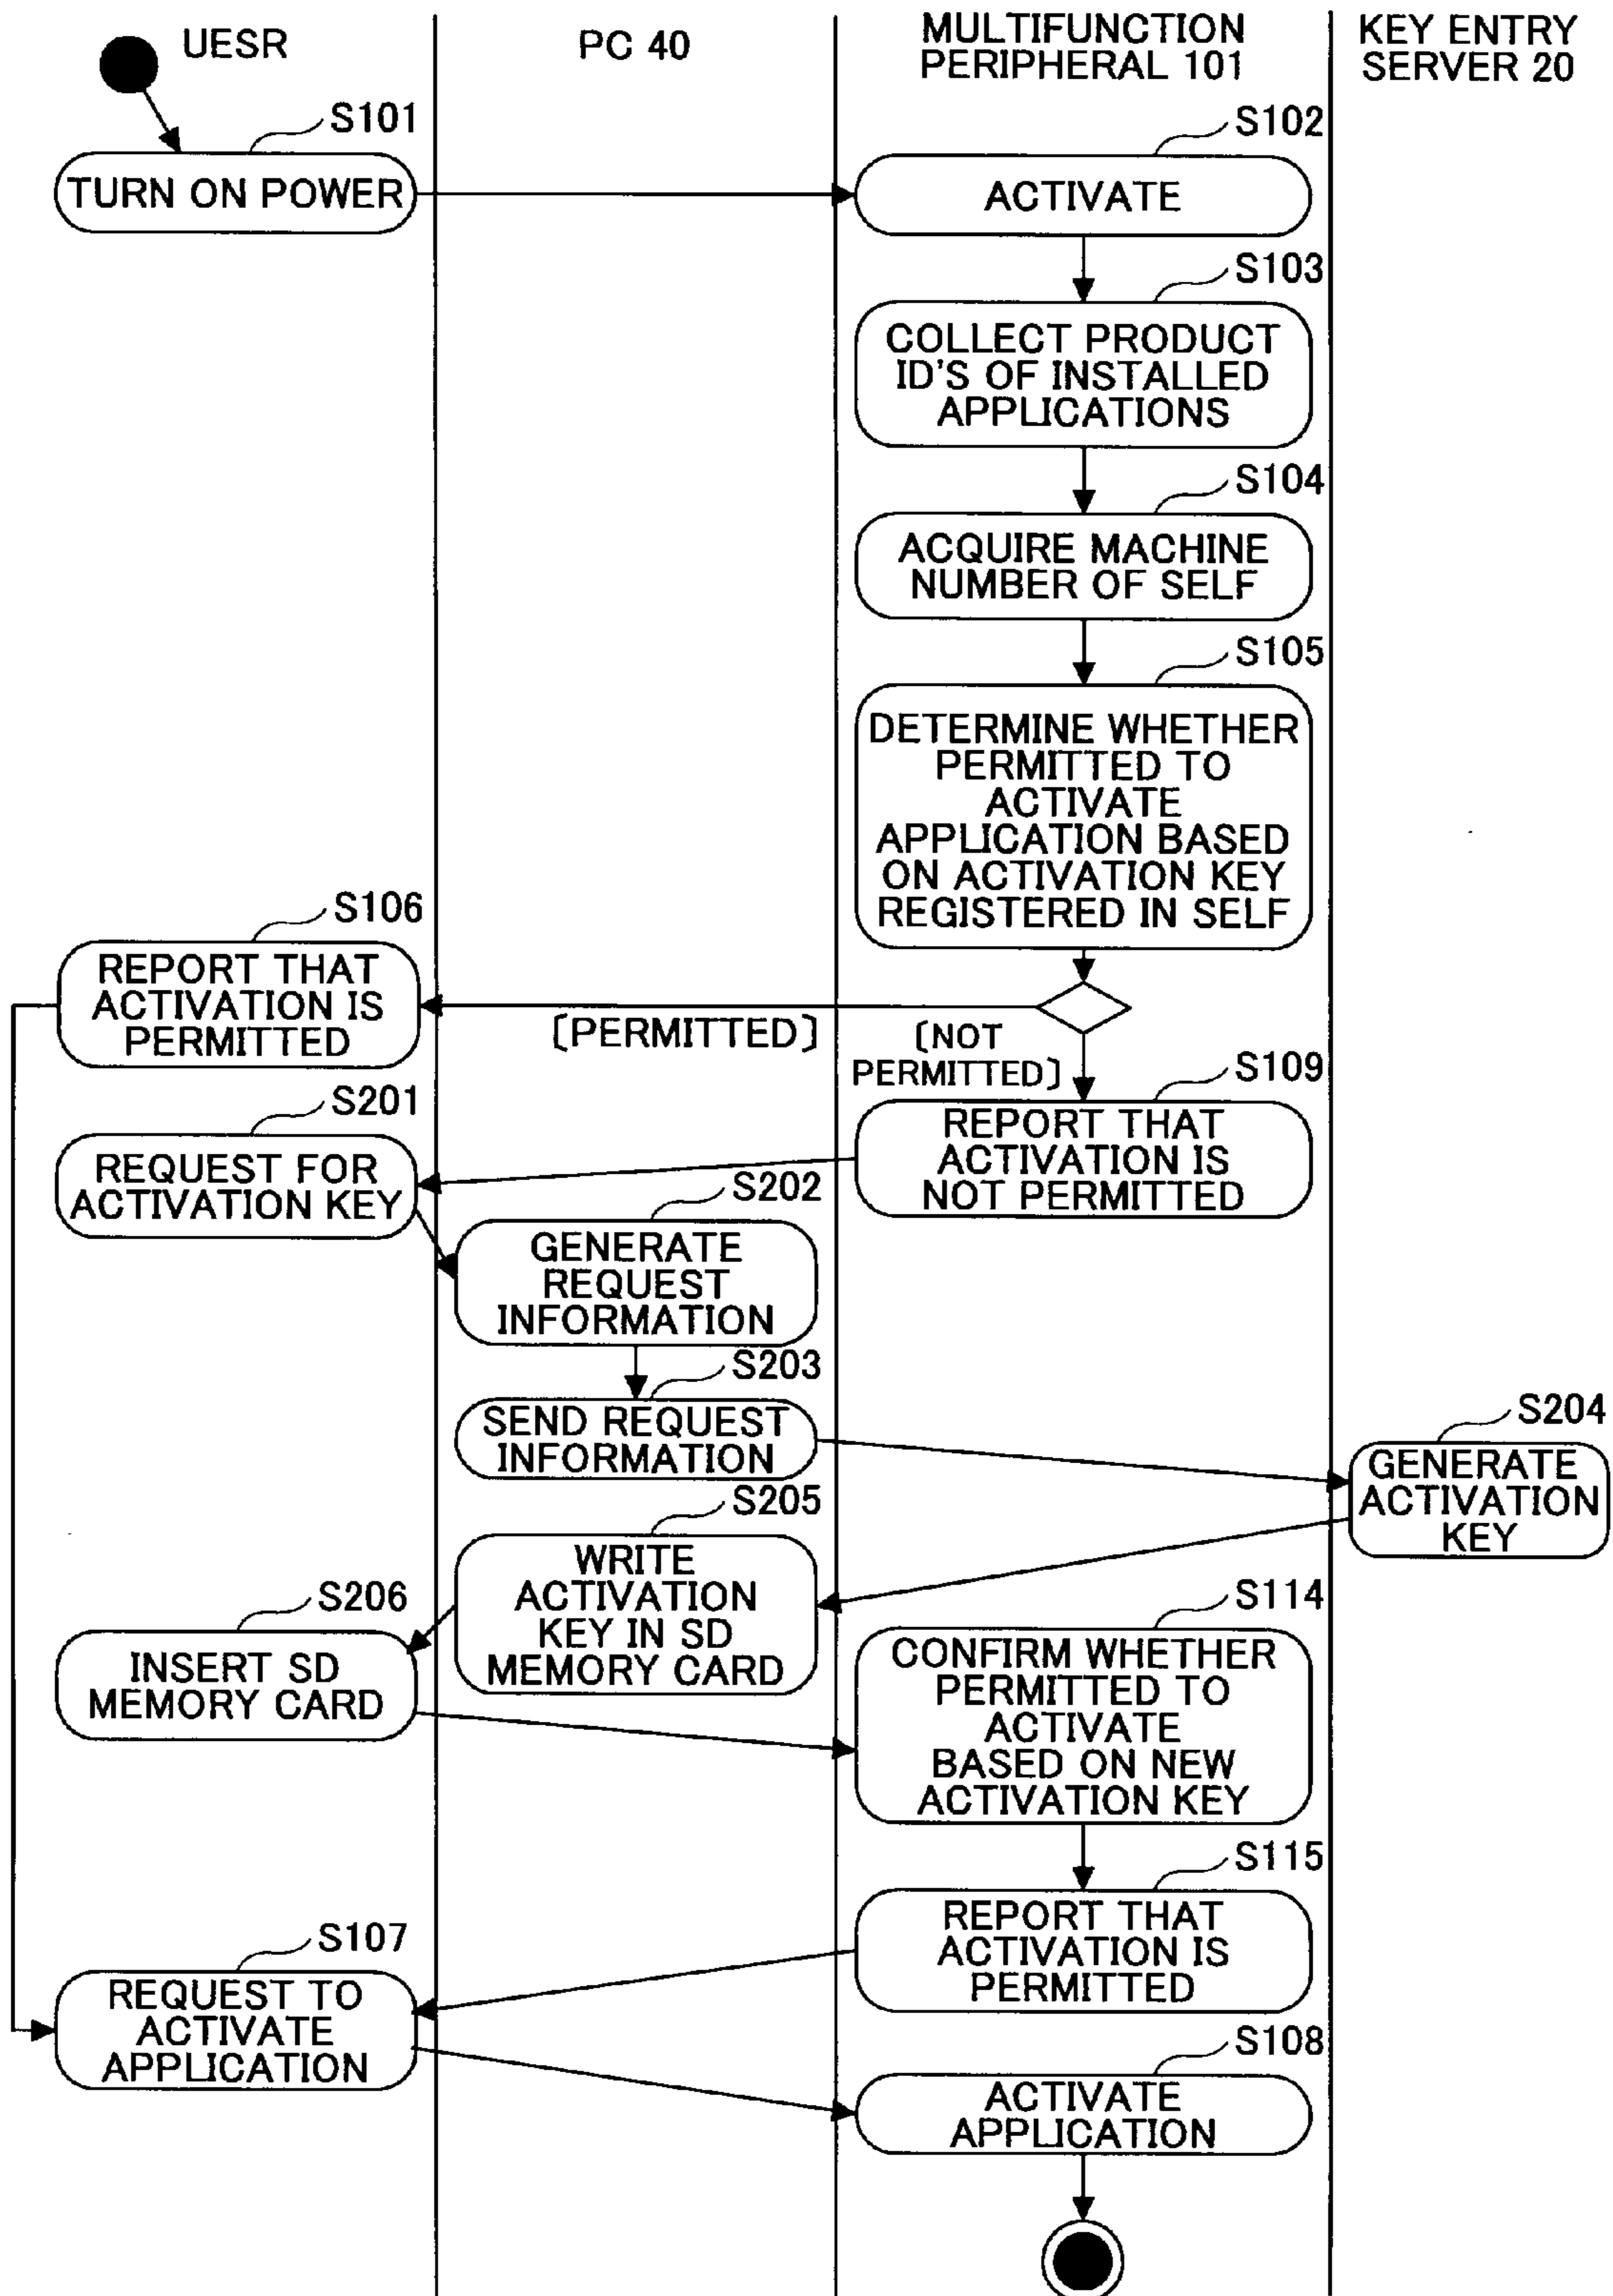 UESR
PC 40
MULTIFUNCTION
PERIPHERAL 101
KEY ENTRY
SERVER 20
S101
TURN ON POWER
S102
ACTIVATE
S103
COLLECT PRODUCT
ID'S OF INSTALLED
APPLICATIONS
S104
ACQUIRE MACHINE
NUMBER OF SELF
S105
DETERMINE WHETHER
PERMITTED TO
ACTIVATE
APPLICATION BASED
ON ACTIVATION KEY
REGISTERED IN SELF
S106
REPORT THAT
ACTIVATION IS
PERMITTED
[PERMITTED]
[NOT
PERMITTED]
S109
REPORT THAT
ACTIVATION IS
NOT PERMITTED
S201
REQUEST FOR
ACTIVATION KEY
S202
GENERATE
REQUEST
INFORMATION
S203
SEND REQUEST
INFORMATION
S204
GENERATE
ACTIVATION
KEY
S205
WRITE
ACTIVATION
KEY IN SD
MEMORY CARD
S206
INSERT SD
MEMORY CARD
S114
CONFIRM WHETHER
PERMITTED TO
ACTIVATE
BASED ON NEW
ACTIVATION KEY
S115
REPORT THAT
ACTIVATION IS
PERMITTED
S107
REQUEST TO
ACTIVATE
APPLICATION
S108
ACTIVATE
APPLICATION